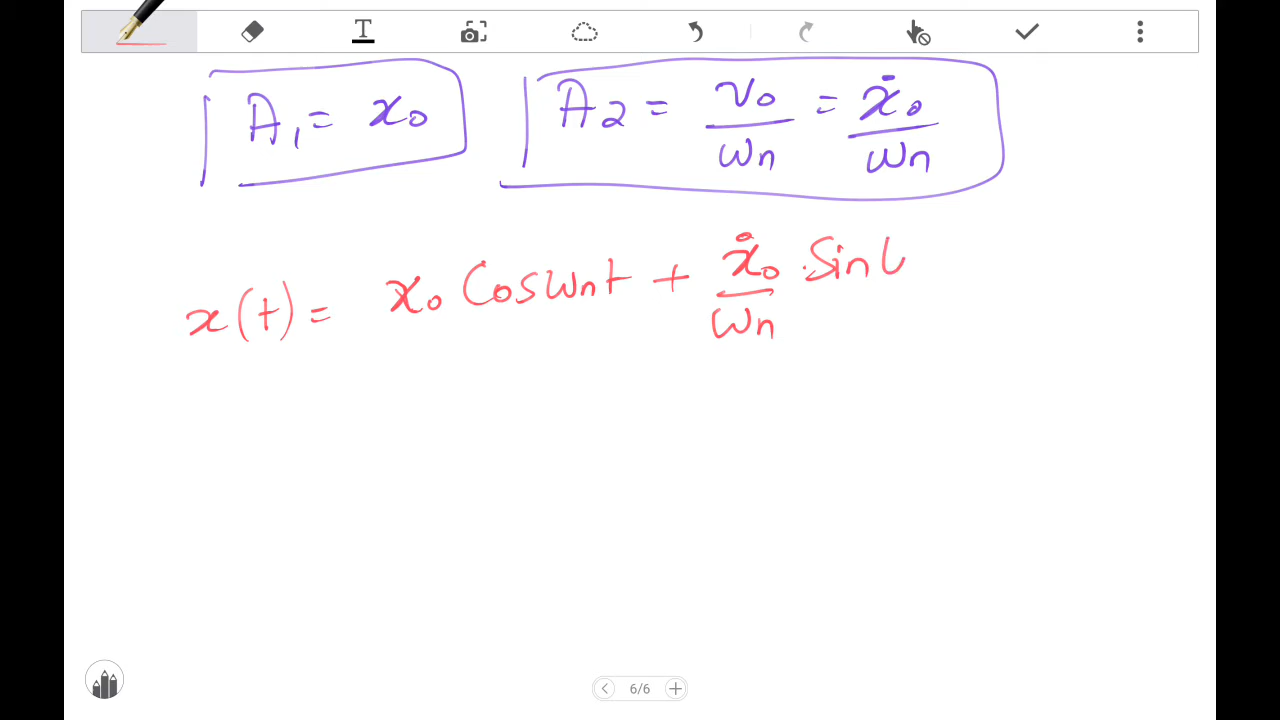 T
A₁ = x₀ A2 = v₀/ωn = ẋ₀/ωn
x(t) = x₀ Cosωnt + ẋ₀/ωn .Sin
6/6